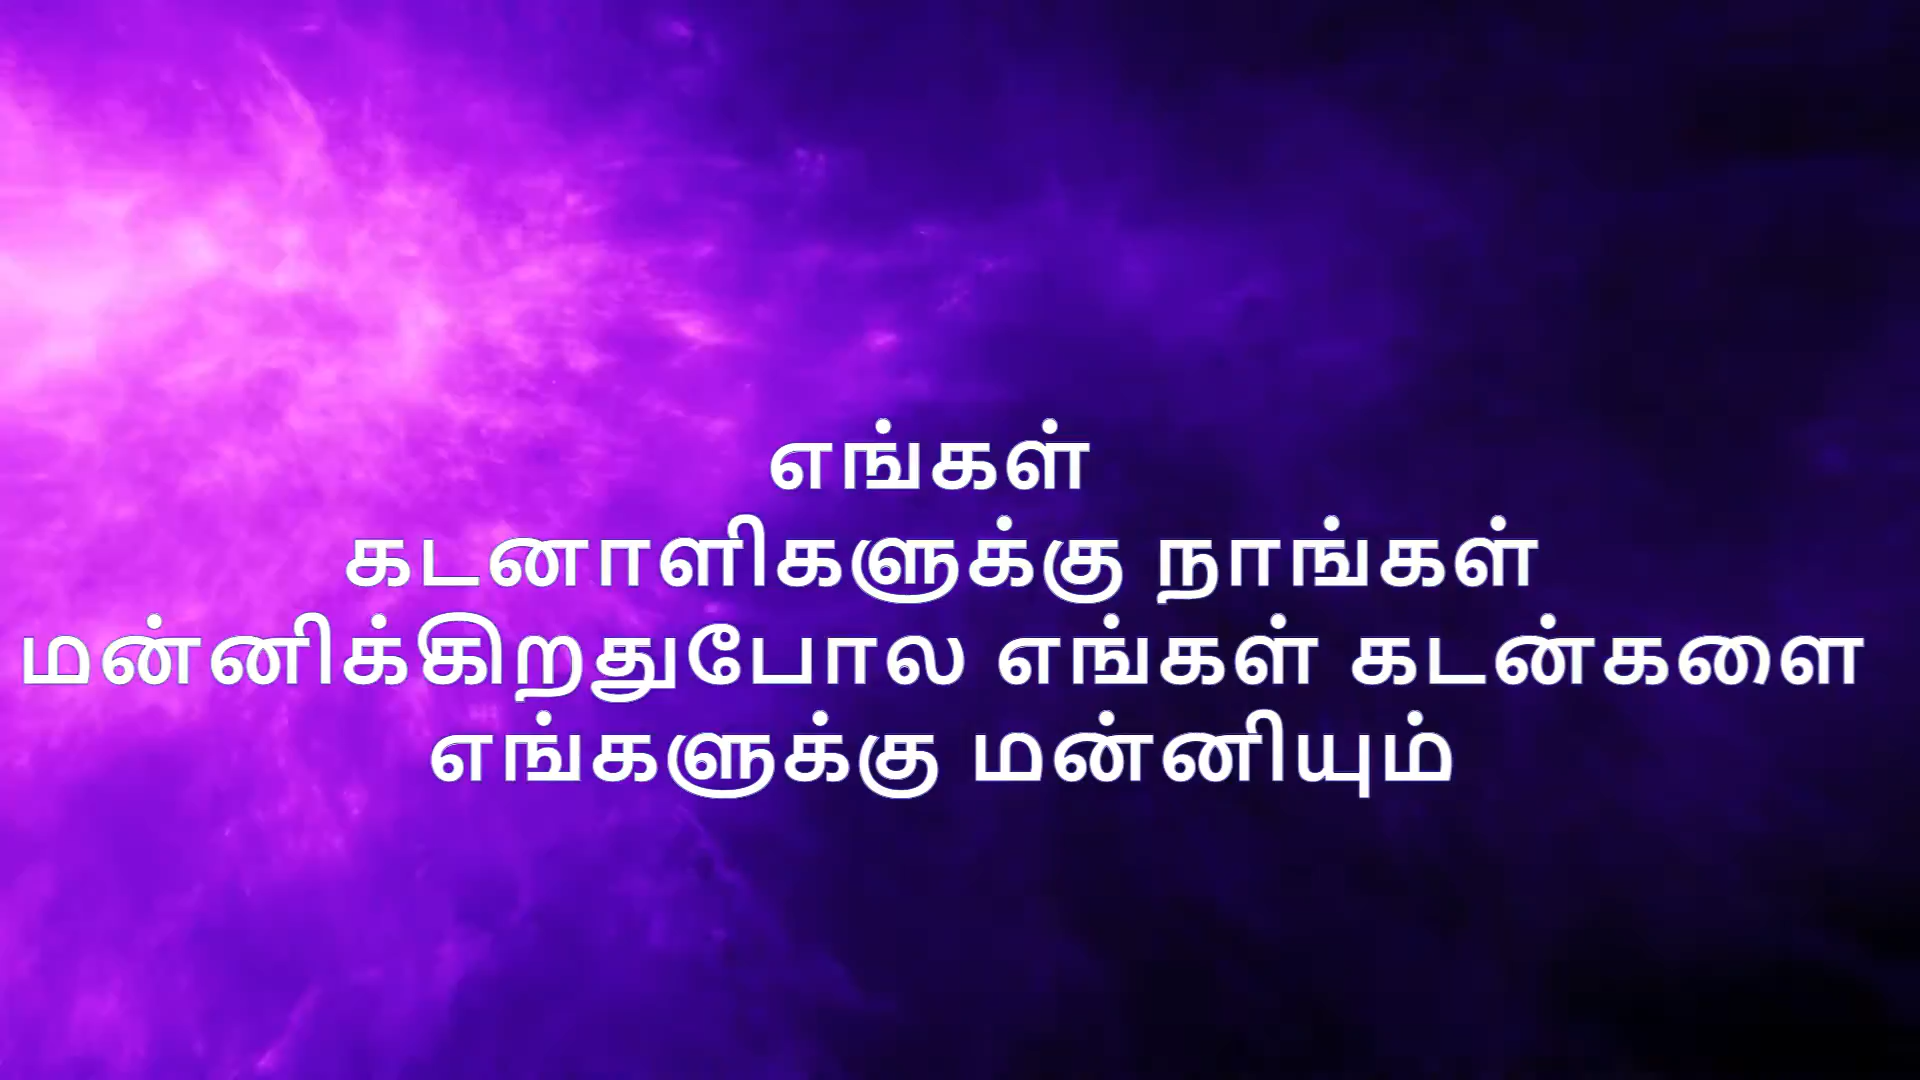 எங்கள்
கடனாளிகளுக்கு நாங்கள்
மன்னிக்கிறதுபோல எங்கள் கடன்களை
எங்களுக்கு மன்னியும்